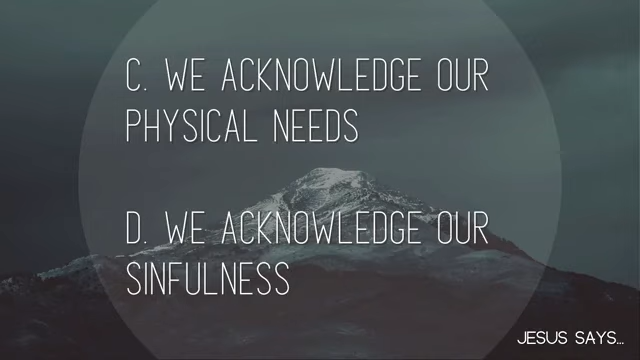 C. WE ACKNOWLEDGE OUR
PHYSICAL NEEDS
D. WE ACKNOWLEDGE OUR
SINFULNESS
JESUS SAYS...